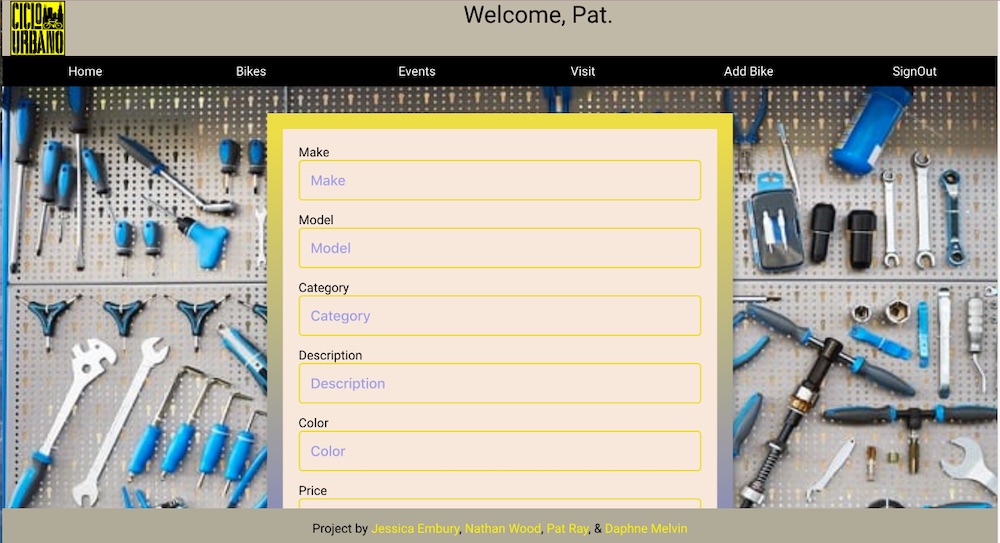 CICLO
URBANO
Welcome, Pat.
Home Bikes Events Visit Add Bike SignOut
Make
Make
Model
Model
Category
Category
Description
Description
Color
Color
Price
Project by Jessica Embury, Nathan Wood, Pat Ray, & Daphne Melvin